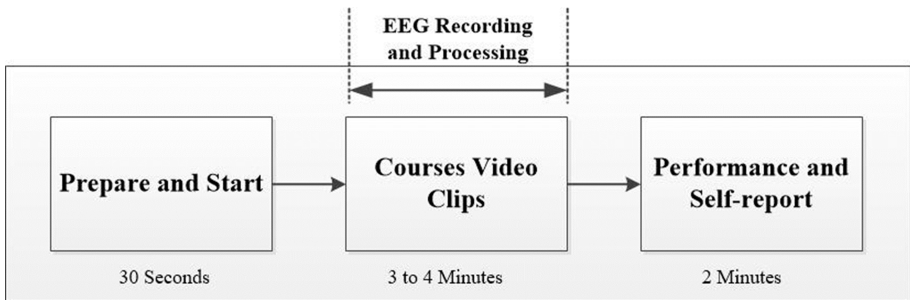 EEG Recording
and Processing
Prepare and Start
Courses Video
Clips
Performance and
Self-report
30 Seconds
3 to 4 Minutes
2 Minutes